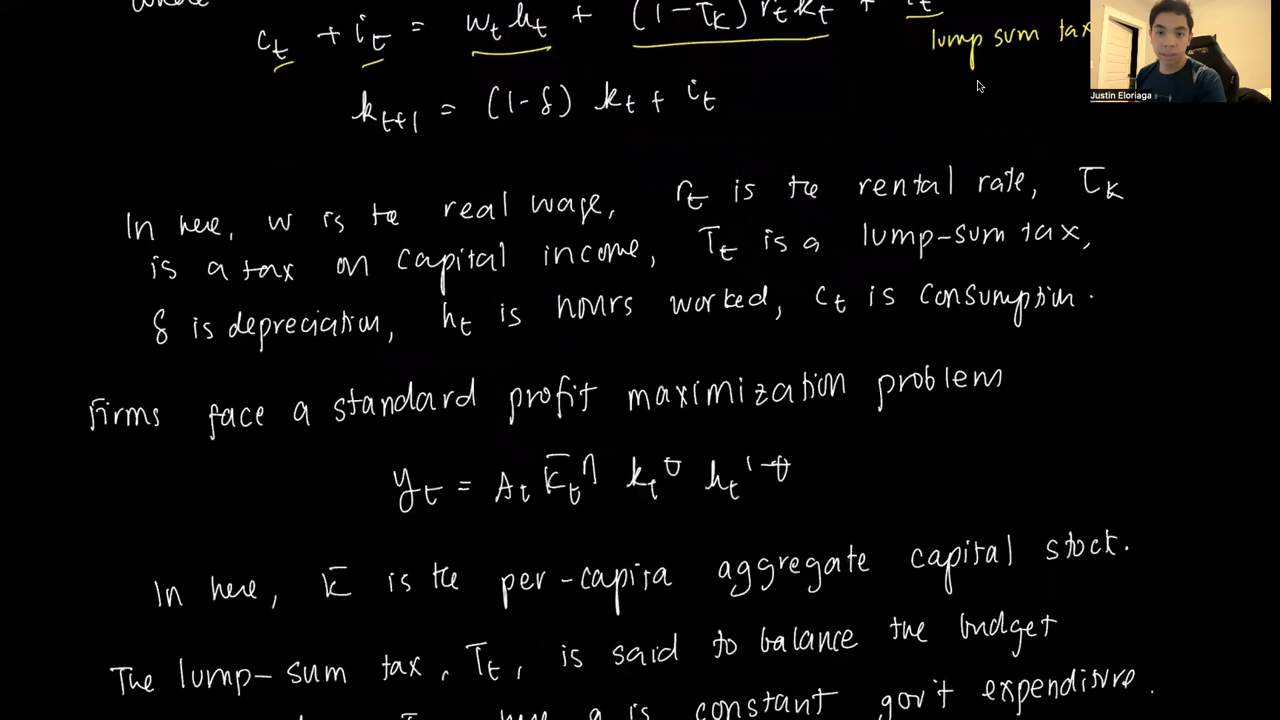 where
c_t + i_t = w_t h_t + (1-τ_K) r_t k_t + T_t
lump sum tax
k_{t+1} = (1-δ) k_t + i_t
Justin Eloriaga
In here, w is the real wage, r_t is the rental rate, τ_K
is a tax on capital income, T_t is a lump-sum tax,
δ is depreciation, h_t is hours worked, c_t is consumption.
Firms face a standard profit maximization problem
y_t = A_t k̄_t^η k_t^θ h_t^{1-θ}
In here, k̄ is the per-capita aggregate capital stock.
The lump-sum tax, T_t, is said to balance the budget
g is constant gov't expenditure.